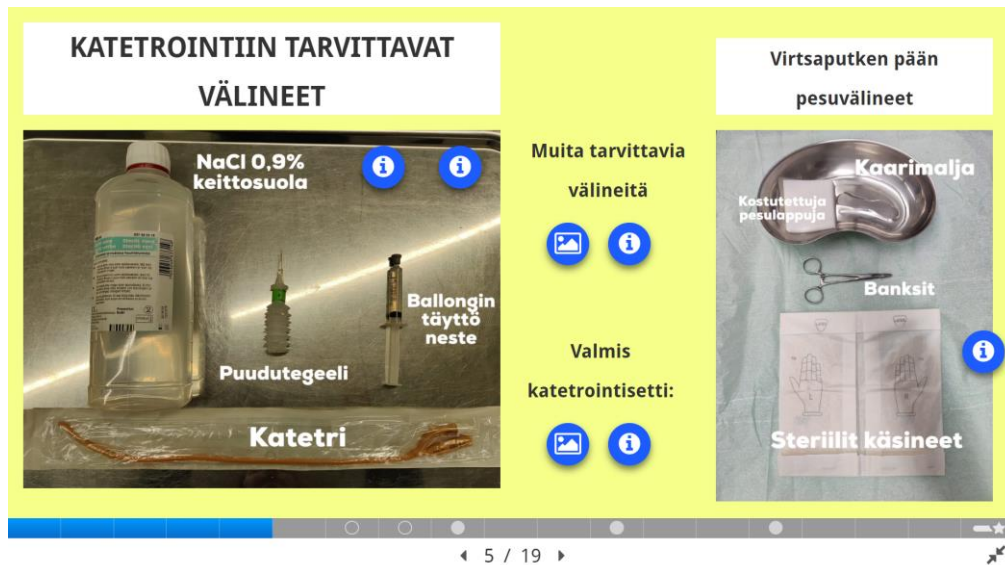 KATETROINTIIN TARVITTAVAT
VÄLINEET
NaCl 0,9%
keittosuola
Puudutegeeli
Ballongin
täyttö
neste
Katetri
Muita tarvittavia
välineitä
Valmis
katetrointisetti:
Virtsaputken pään
pesuvälineet
Kaarimalja
Kostutettuja
pesulappuja
Banksit
Steriilit käsineet
5 / 19